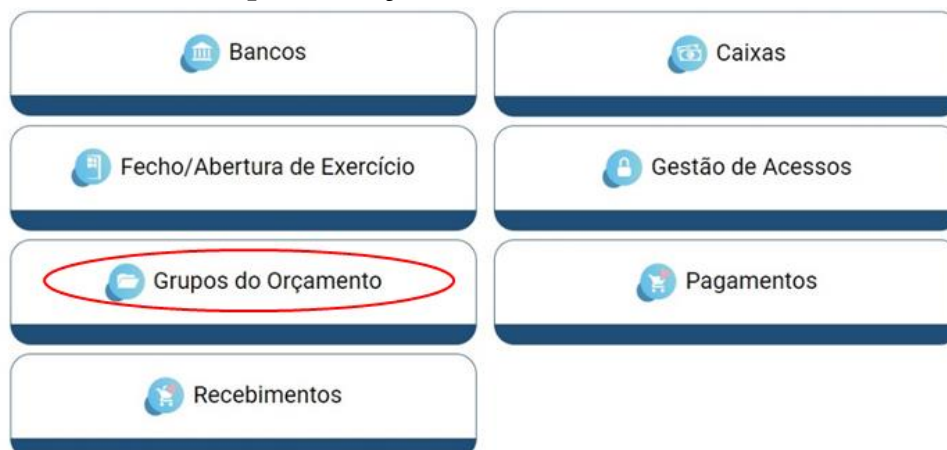 Bancos
Caixas
Fecho/Abertura de Exercício
Gestão de Acessos
Grupos do Orçamento
Pagamentos
Recebimentos